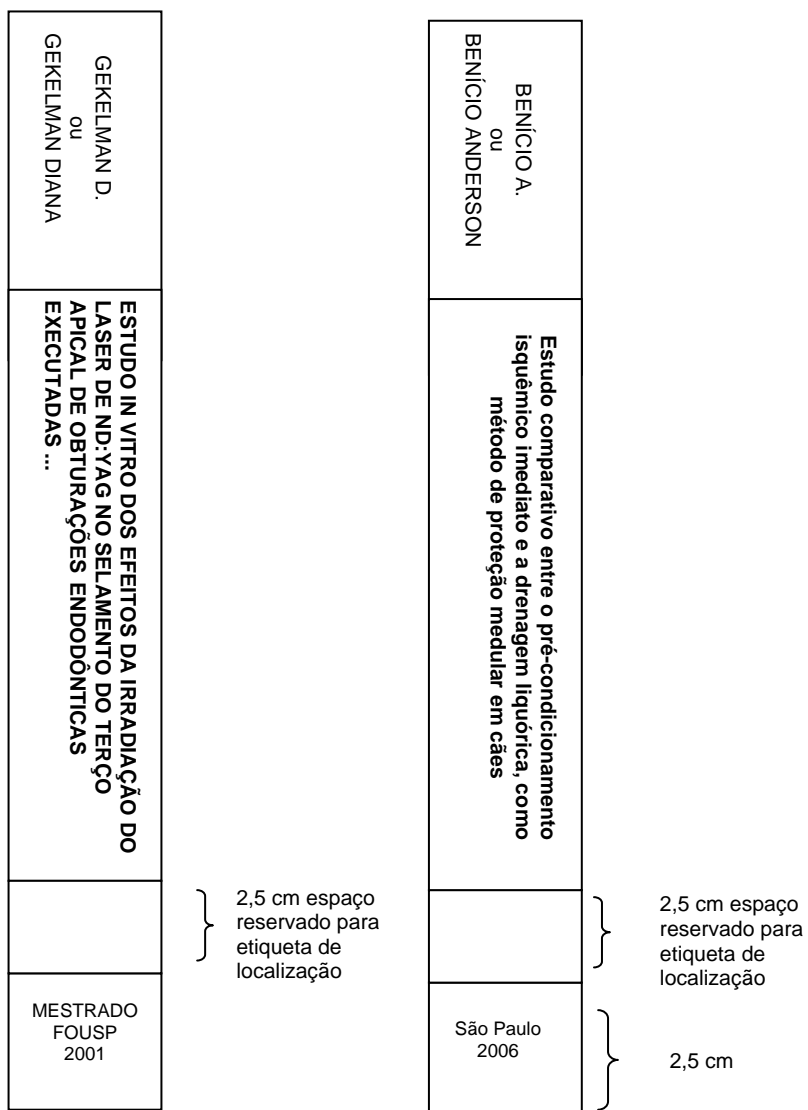 GEKELMAN D.
ou
GEKELMAN DIANA
ESTUDO IN VITRO DOS EFEITOS DA IRRADIAÇÃO DO
LASER DE ND:YAG NO SELAMENTO DO TERÇO
APICAL DE OBTURAÇÕES ENDODÔNTICAS
EXECUTADAS ...
2,5 cm espaço
reservado para
etiqueta de
localização
MESTRADO
FOUSP
2001
BENÍCIO A.
ou
BENÍCIO ANDERSON
Estudo comparativo entre o pré-condicionamento
isquêmico imediato e a drenagem liquórica, como
método de proteção medular em cães
2,5 cm espaço
reservado para
etiqueta de
localização
São Paulo
2006
2,5 cm